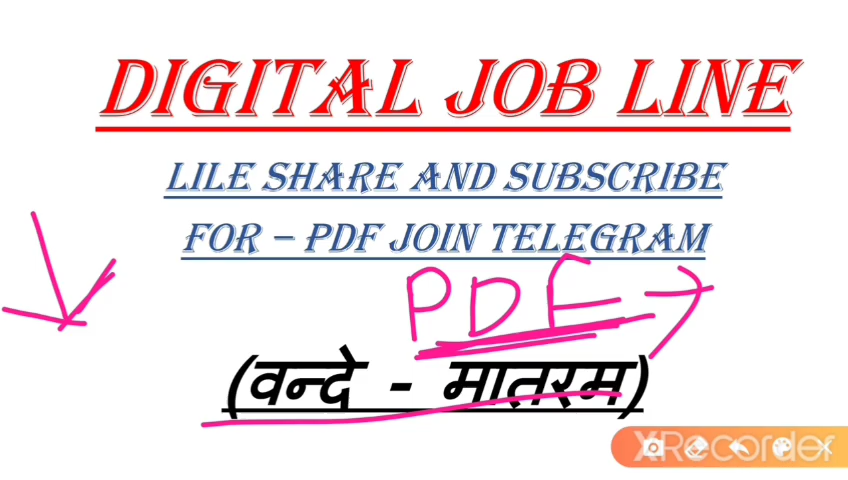 DIGITAL JOB LINE
LILE SHARE AND SUBSCRIBE
FOR – PDF JOIN TELEGRAM
PDF
(वन्दे - मातरम)
XRecorder